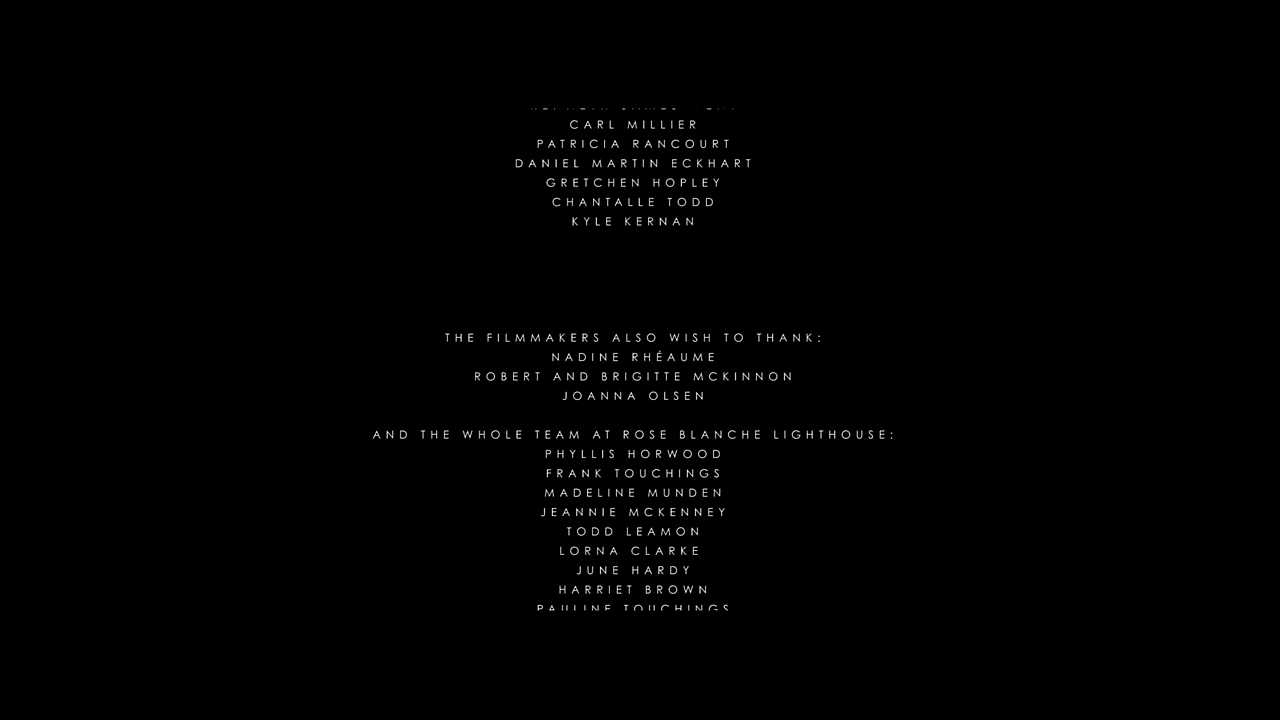 CARL MILLIER
PATRICIA RANCOURT
DANIEL MARTIN ECKHART
GRETCHEN HOPLEY
CHANTALLE TODD
KYLE KERNAN
THE FILMMAKERS ALSO WISH TO THANK:
NADINE RHÉAUME
ROBERT AND BRIGITTE MCKINNON
JOANNA OLSEN
AND THE WHOLE TEAM AT ROSE BLANCHE LIGHTHOUSE:
PHYLLIS HORWOOD
FRANK TOUCHINGS
MADELINE MUNDEN
JEANNIE MCKENNEY
TODD LEAMON
LORNA CLARKE
JUNE HARDY
HARRIET BROWN
PAULINE TOUCHINGS